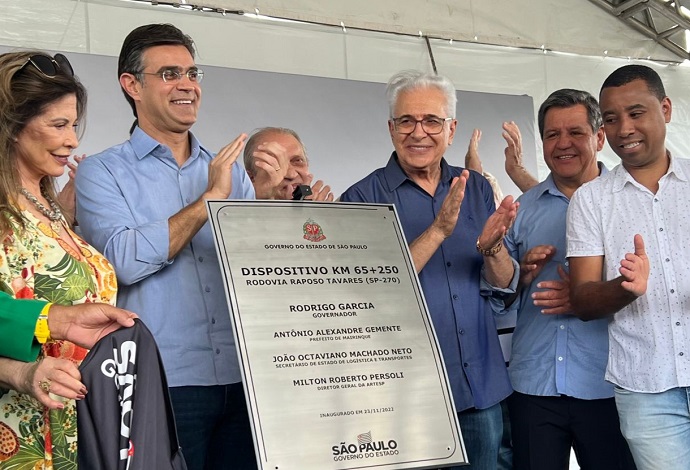 GOVERNO DO ESTADO DE SÃO PAULO
DISPOSITIVO KM 65+250
RODOVIA RAPOSO TAVARES (SP-270)
RODRIGO GARCIA
GOVERNADOR
ANTÔNIO ALEXANDRE GEMENTE
PREFEITO DE MAIRINQUE
JOÃO OCTAVIANO MACHADO NETO
SECRETÁRIO DE ESTADO DE LOGÍSTICA E TRANSPORTES
MILTON ROBERTO PERSOLI
DIRETOR GERAL DA ARTESP
INAUGURADO EM 23/11/2022
SÃO PAULO
GOVERNO DO ESTADO